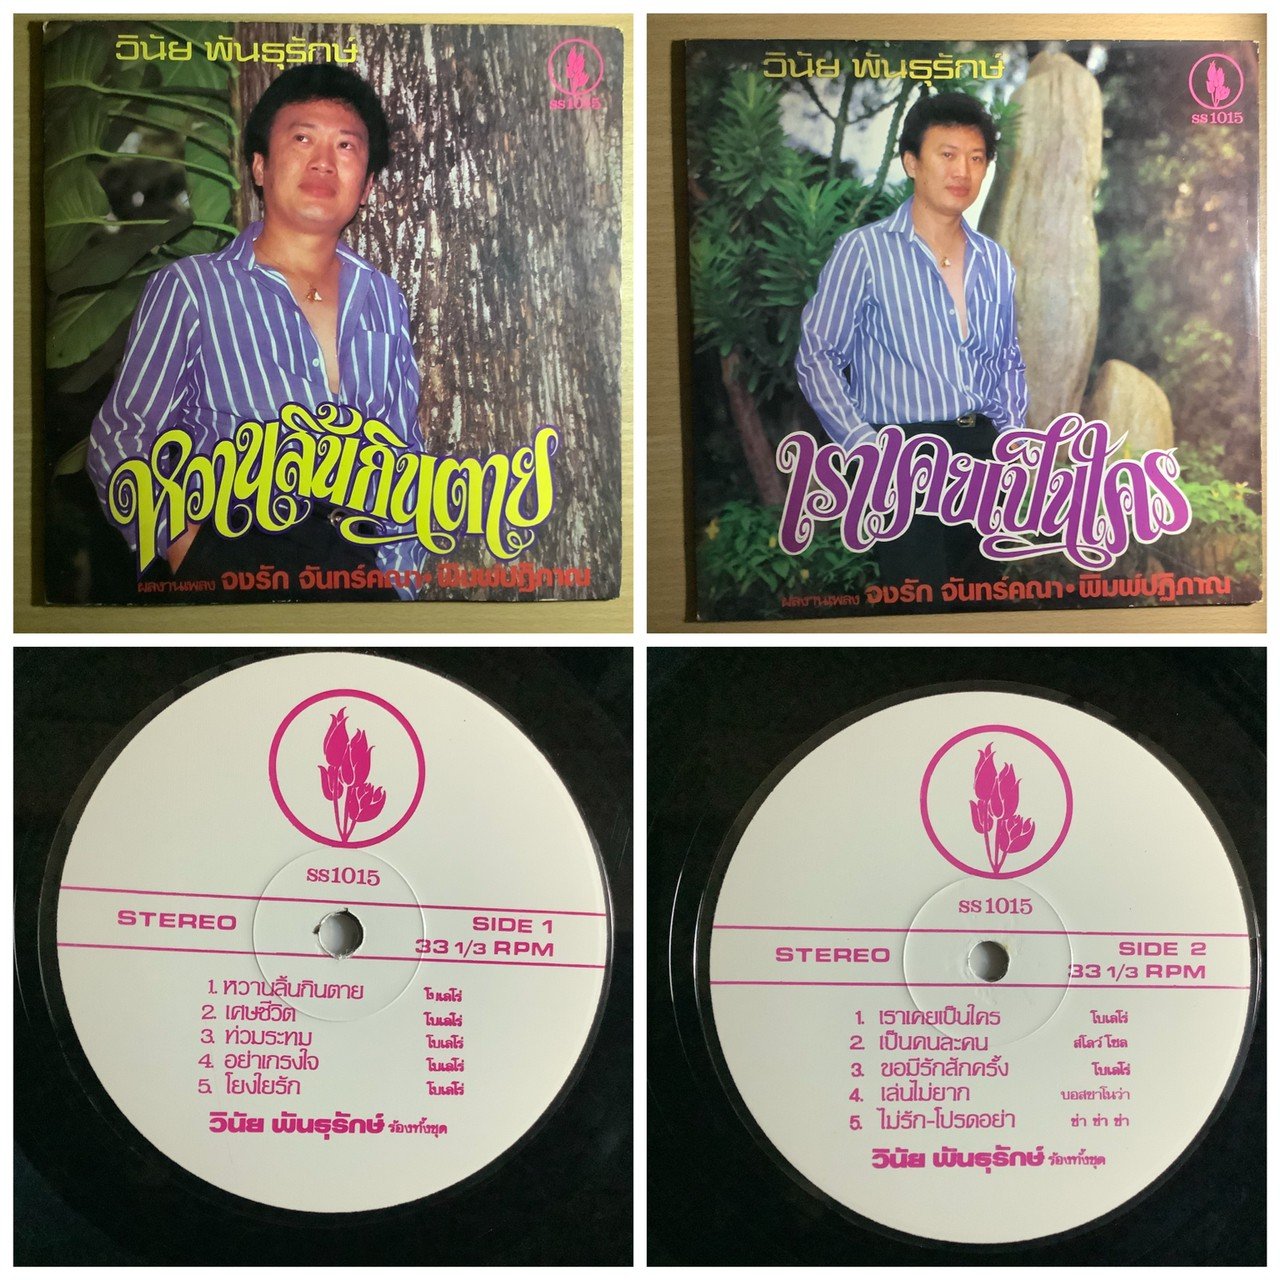 วินัย พันธุรักษ์
ss1015
หวานลิ้นกินตาย
ผลงานเพลง จงรัก จันทร์คณา • พิมพ์ปฏิภาณ
วินัย พันธุรักษ์
ss1015
เราเคยเป็นใคร
ผลงานเพลง จงรัก จันทร์คณา • พิมพ์ปฏิภาณ
ss1015
STEREO SIDE 1
33 1/3 RPM
1. หวานลิ้นกินตาย โบเลโร่
2. เศษชีวิต โบเลโร่
3. ท่วมระทม โบเลโร่
4. อย่าเกรงใจ โบเลโร่
5. โยงใยรัก โบเลโร่
วินัย พันธุรักษ์ ร้องทั้งชุด
ss1015
STEREO SIDE 2
33 1/3 RPM
1. เราเคยเป็นใคร โบเลโร่
2. เป็นคนละคน สโลว์ โซล
3. ขอมีรักสักครั้ง โบเลโร่
4. เล่นไม่ยาก บอสซาโนว่า
5. ไม่รัก-โปรดอย่า ช่า ช่า ช่า
วินัย พันธุรักษ์ ร้องทั้งชุด